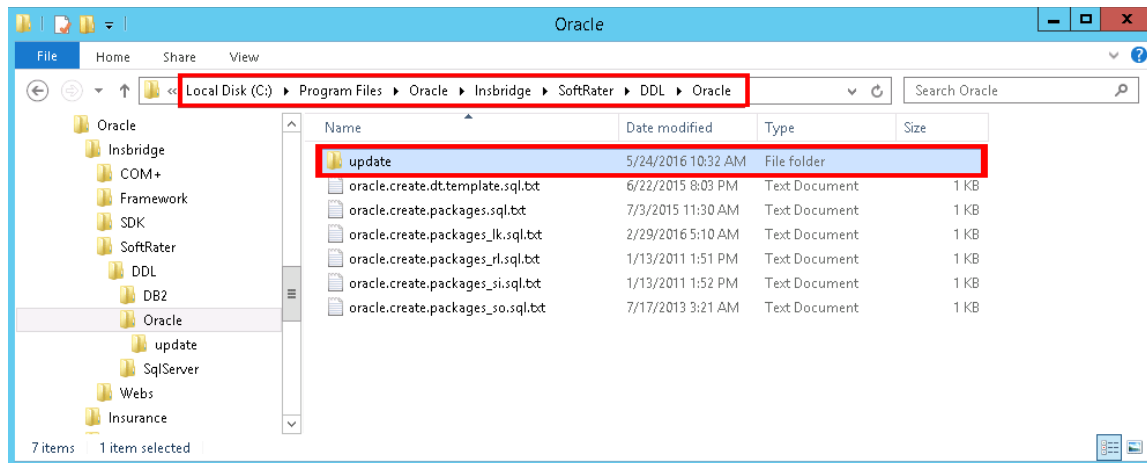 Oracle
File Home Share View
« Local Disk (C:) ▸ Program Files ▸ Oracle ▸ Insbridge ▸ SoftRater ▸ DDL ▸ Oracle
Search Oracle
Oracle
Insbridge
COM+
Framework
SDK
SoftRater
DDL
DB2
Oracle
update
SqlServer
Webs
Insurance
Name Date modified Type Size
update 5/24/2016 10:32 AM File folder
oracle.create.dt.template.sql.txt 6/22/2015 8:03 PM Text Document 1 KB
oracle.create.packages.sql.txt 7/3/2015 11:30 AM Text Document 1 KB
oracle.create.packages_lk.sql.txt 2/29/2016 5:10 AM Text Document 1 KB
oracle.create.packages_rl.sql.txt 1/13/2011 1:51 PM Text Document 1 KB
oracle.create.packages_si.sql.txt 1/13/2011 1:52 PM Text Document 1 KB
oracle.create.packages_so.sql.txt 7/17/2013 3:21 AM Text Document 1 KB
7 items 1 item selected